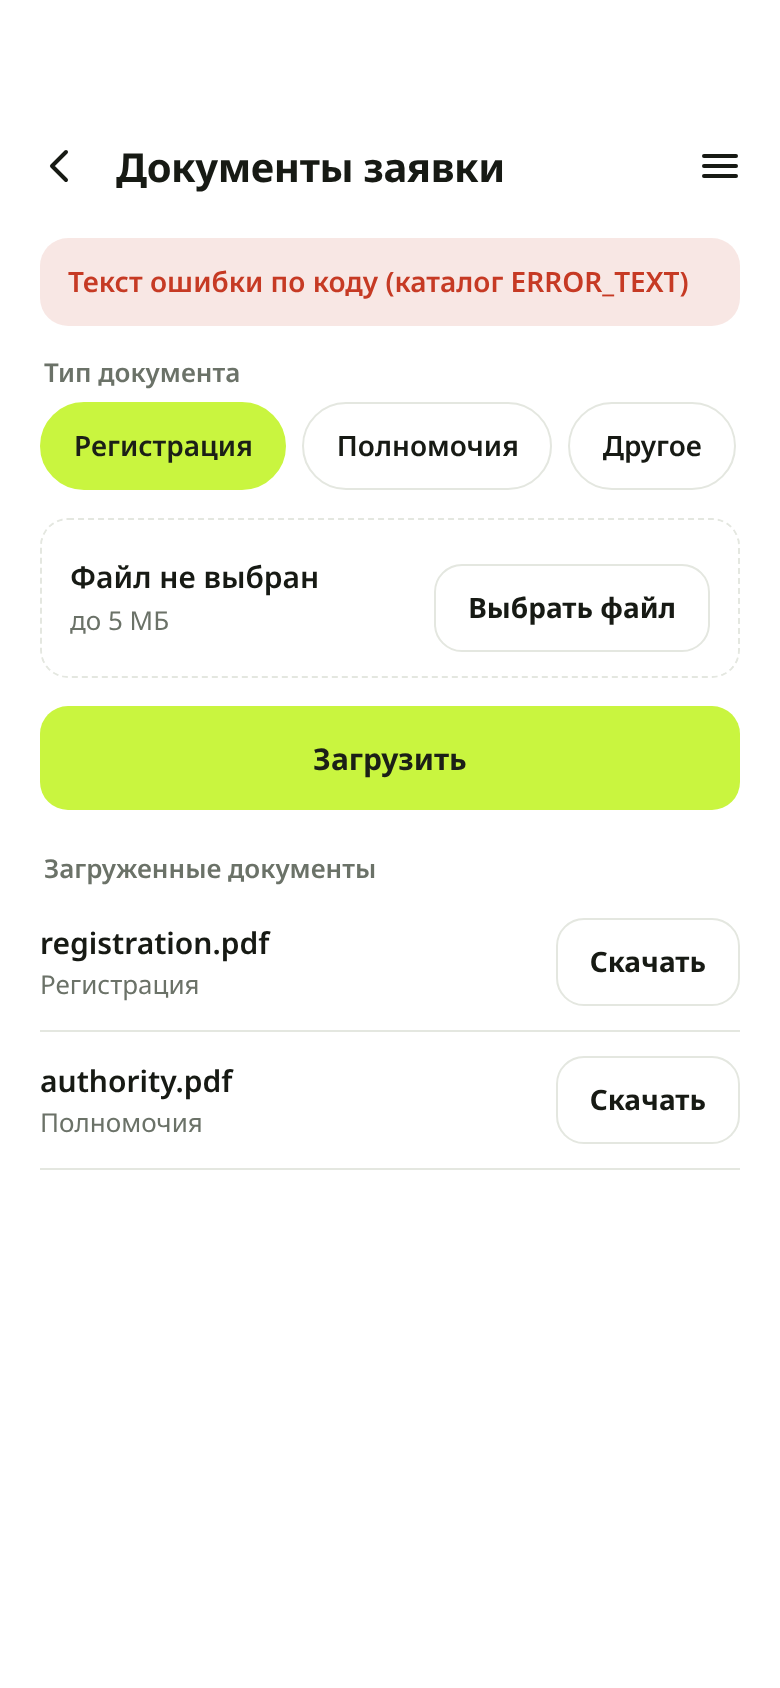 Документы заявки
Текст ошибки по коду (каталог ERROR_TEXT)
Тип документа
Регистрация Полномочия Другое
Файл не выбран
до 5 МБ
Выбрать файл
Загрузить
Загруженные документы
registration.pdf
Регистрация
Скачать
authority.pdf
Полномочия
Скачать